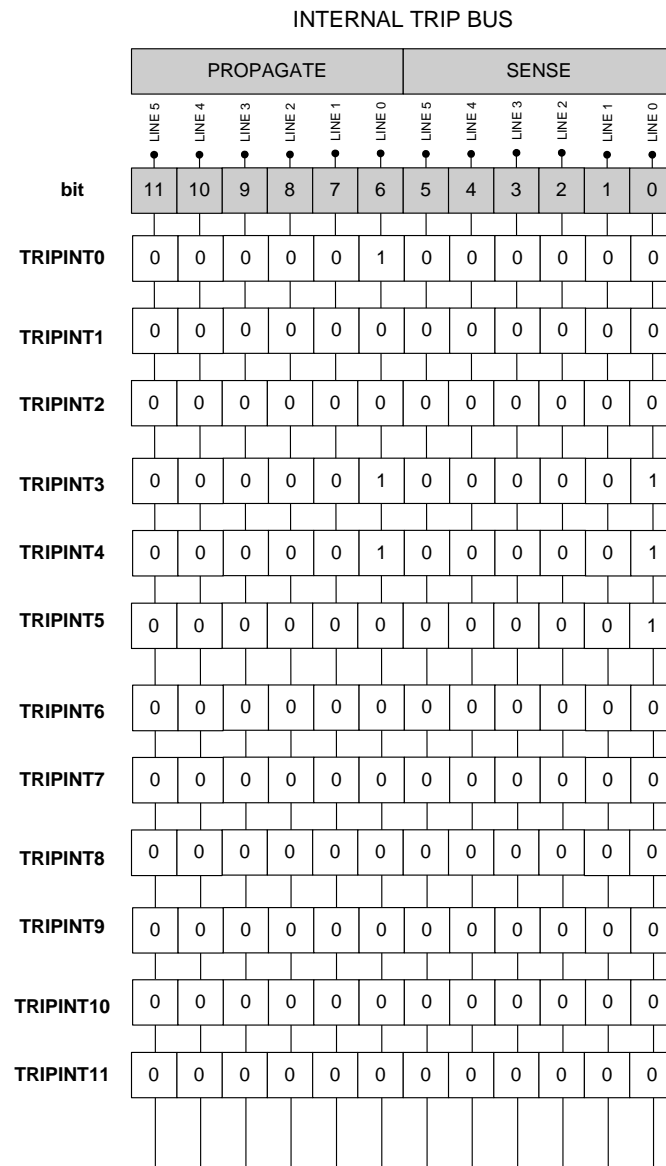 INTERNAL TRIP BUS
PROPAGATE SENSE
LINE 5 LINE 4 LINE 3 LINE 2 LINE 1 LINE 0 LINE 5 LINE 4 LINE 3 LINE 2 LINE 1 LINE 0
bit 11 10 9 8 7 6 5 4 3 2 1 0
TRIPINT0 0 0 0 0 0 1 0 0 0 0 0 0
TRIPINT1 0 0 0 0 0 0 0 0 0 0 0 0
TRIPINT2 0 0 0 0 0 0 0 0 0 0 0 0
TRIPINT3 0 0 0 0 0 1 0 0 0 0 0 1
TRIPINT4 0 0 0 0 0 1 0 0 0 0 0 1
TRIPINT5 0 0 0 0 0 0 0 0 0 0 0 1
TRIPINT6 0 0 0 0 0 0 0 0 0 0 0 0
TRIPINT7 0 0 0 0 0 0 0 0 0 0 0 0
TRIPINT8 0 0 0 0 0 0 0 0 0 0 0 0
TRIPINT9 0 0 0 0 0 0 0 0 0 0 0 0
TRIPINT10 0 0 0 0 0 0 0 0 0 0 0 0
TRIPINT11 0 0 0 0 0 0 0 0 0 0 0 0